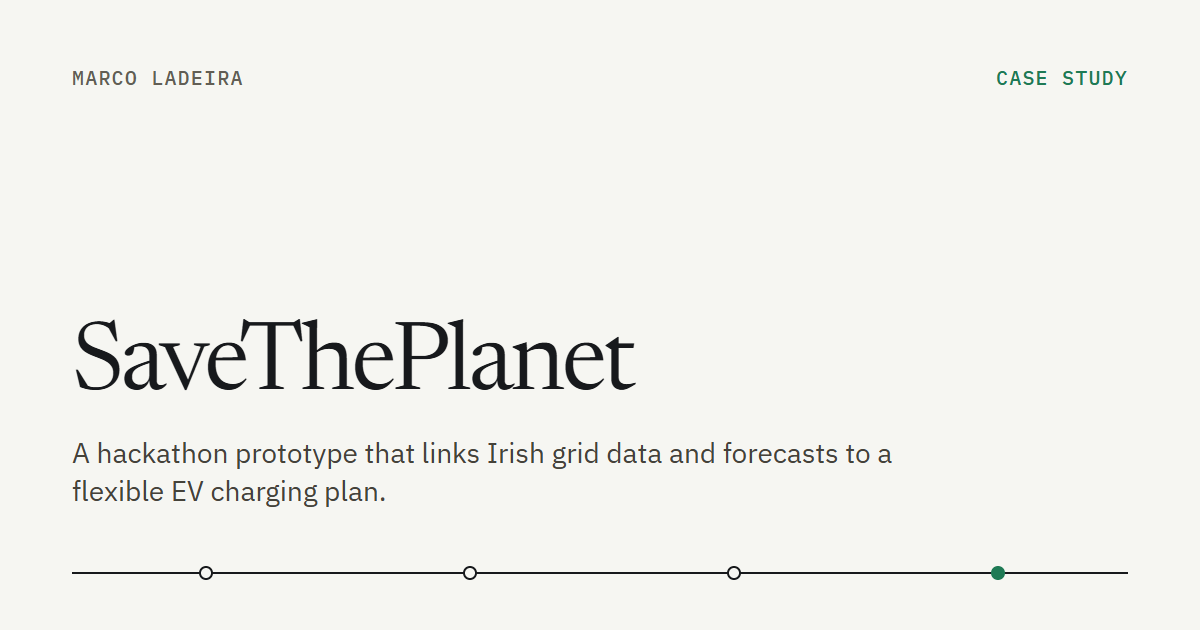 MARCO LADEIRA
CASE STUDY
SaveThePlanet
A hackathon prototype that links Irish grid data and forecasts to a
flexible EV charging plan.